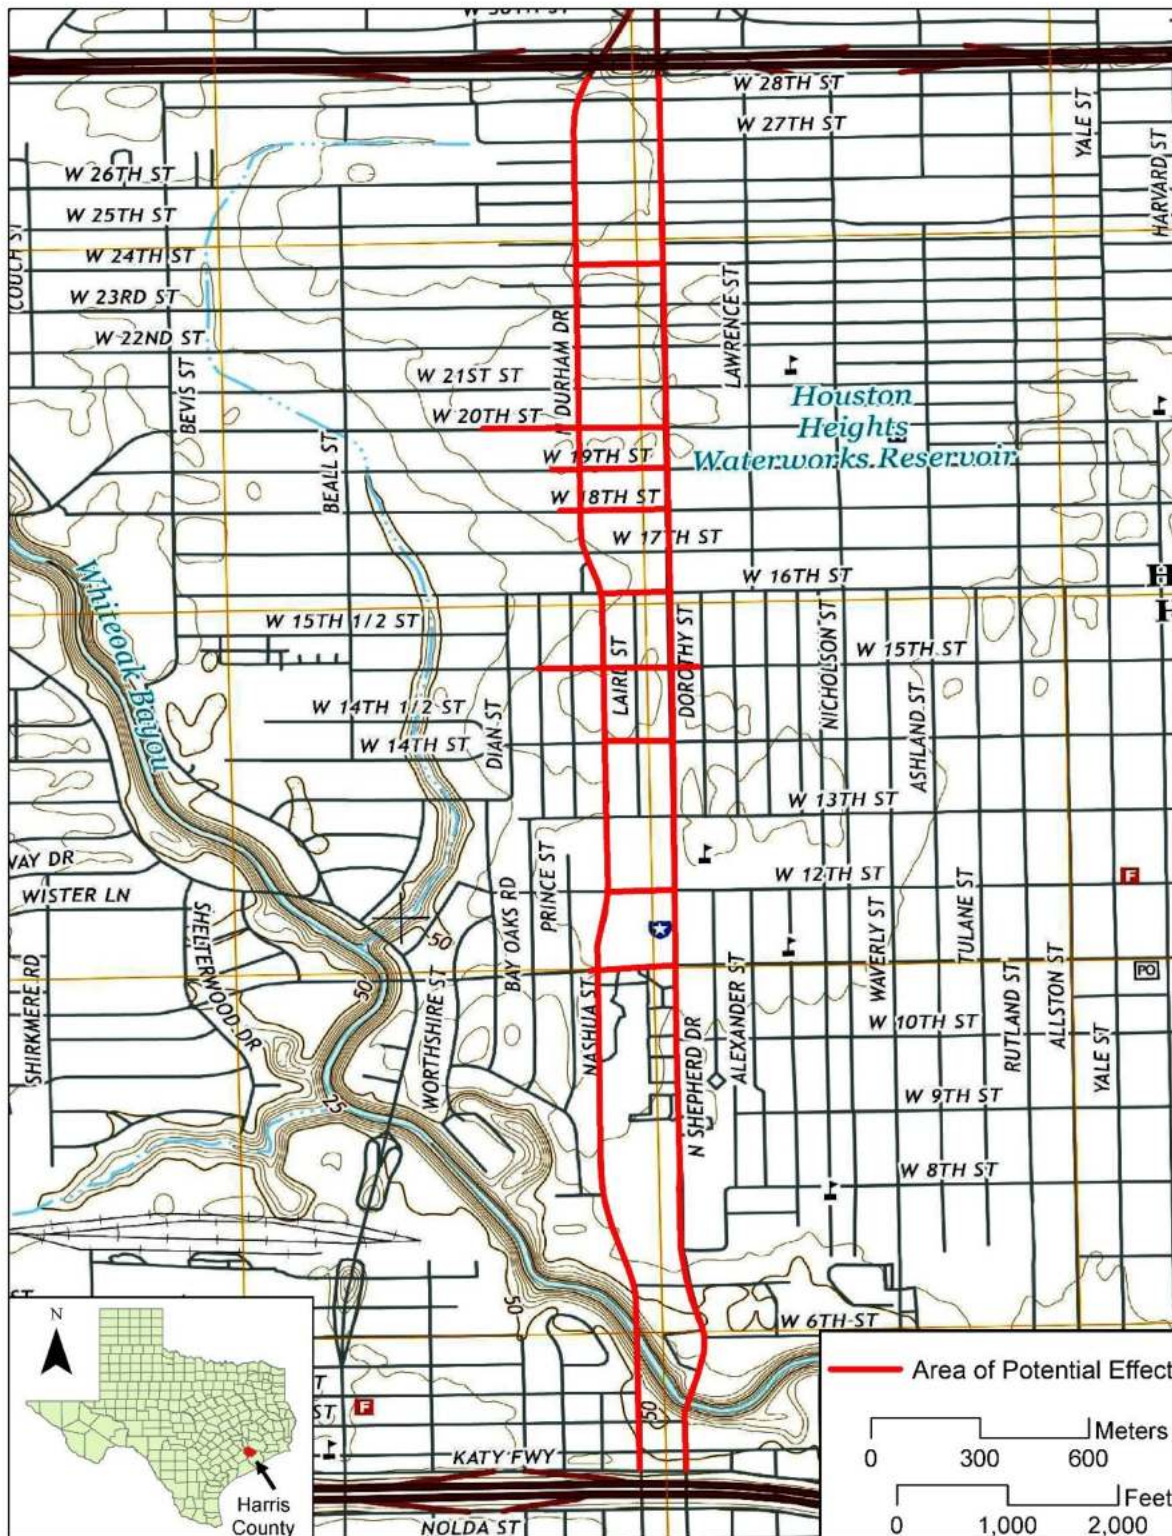 W 28TH ST
W 27TH ST
YALE ST
HARVARD ST
W 26TH ST
W 25TH ST
COUCH ST
W 24TH ST
W 23RD ST
W 22ND ST
BEVIS ST
N DURHAM DR
LAWRENCE ST
W 21ST ST
W 20TH ST
BEALL ST
Houston
Heights
Waterworks Reservoir
W 19TH ST
W 18TH ST
W 17TH ST
W 16TH ST
H
Whiteoak Bayou
W 15TH 1/2 ST
LAIRD ST
DOROTHY ST
NICHOLSON ST
W 15TH ST
W 14TH 1/2 ST
W 14TH ST
DIAN ST
ASHLAND ST
W 13TH ST
WAY DR
WISTER LN
PRINCE ST
W 12TH ST
F
SHELTERWOOD DR
BAY OAKS RD
WAVERLY ST
TULANE ST
50
50
SHIRKMERE RD
WORTHSHIRE ST
NASHUA ST
N SHEPHERD DR
ALEXANDER ST
W 10TH ST
RUTLAND ST
ALLSTON ST
PO
YALE ST
25
W 9TH ST
W 8TH ST
50
W 6TH ST
ST
50
F
KATY FWY
NOLDA ST
N
Harris
County
Area of Potential Effect
Meters
0 300 600
Feet
0 1,000 2,000